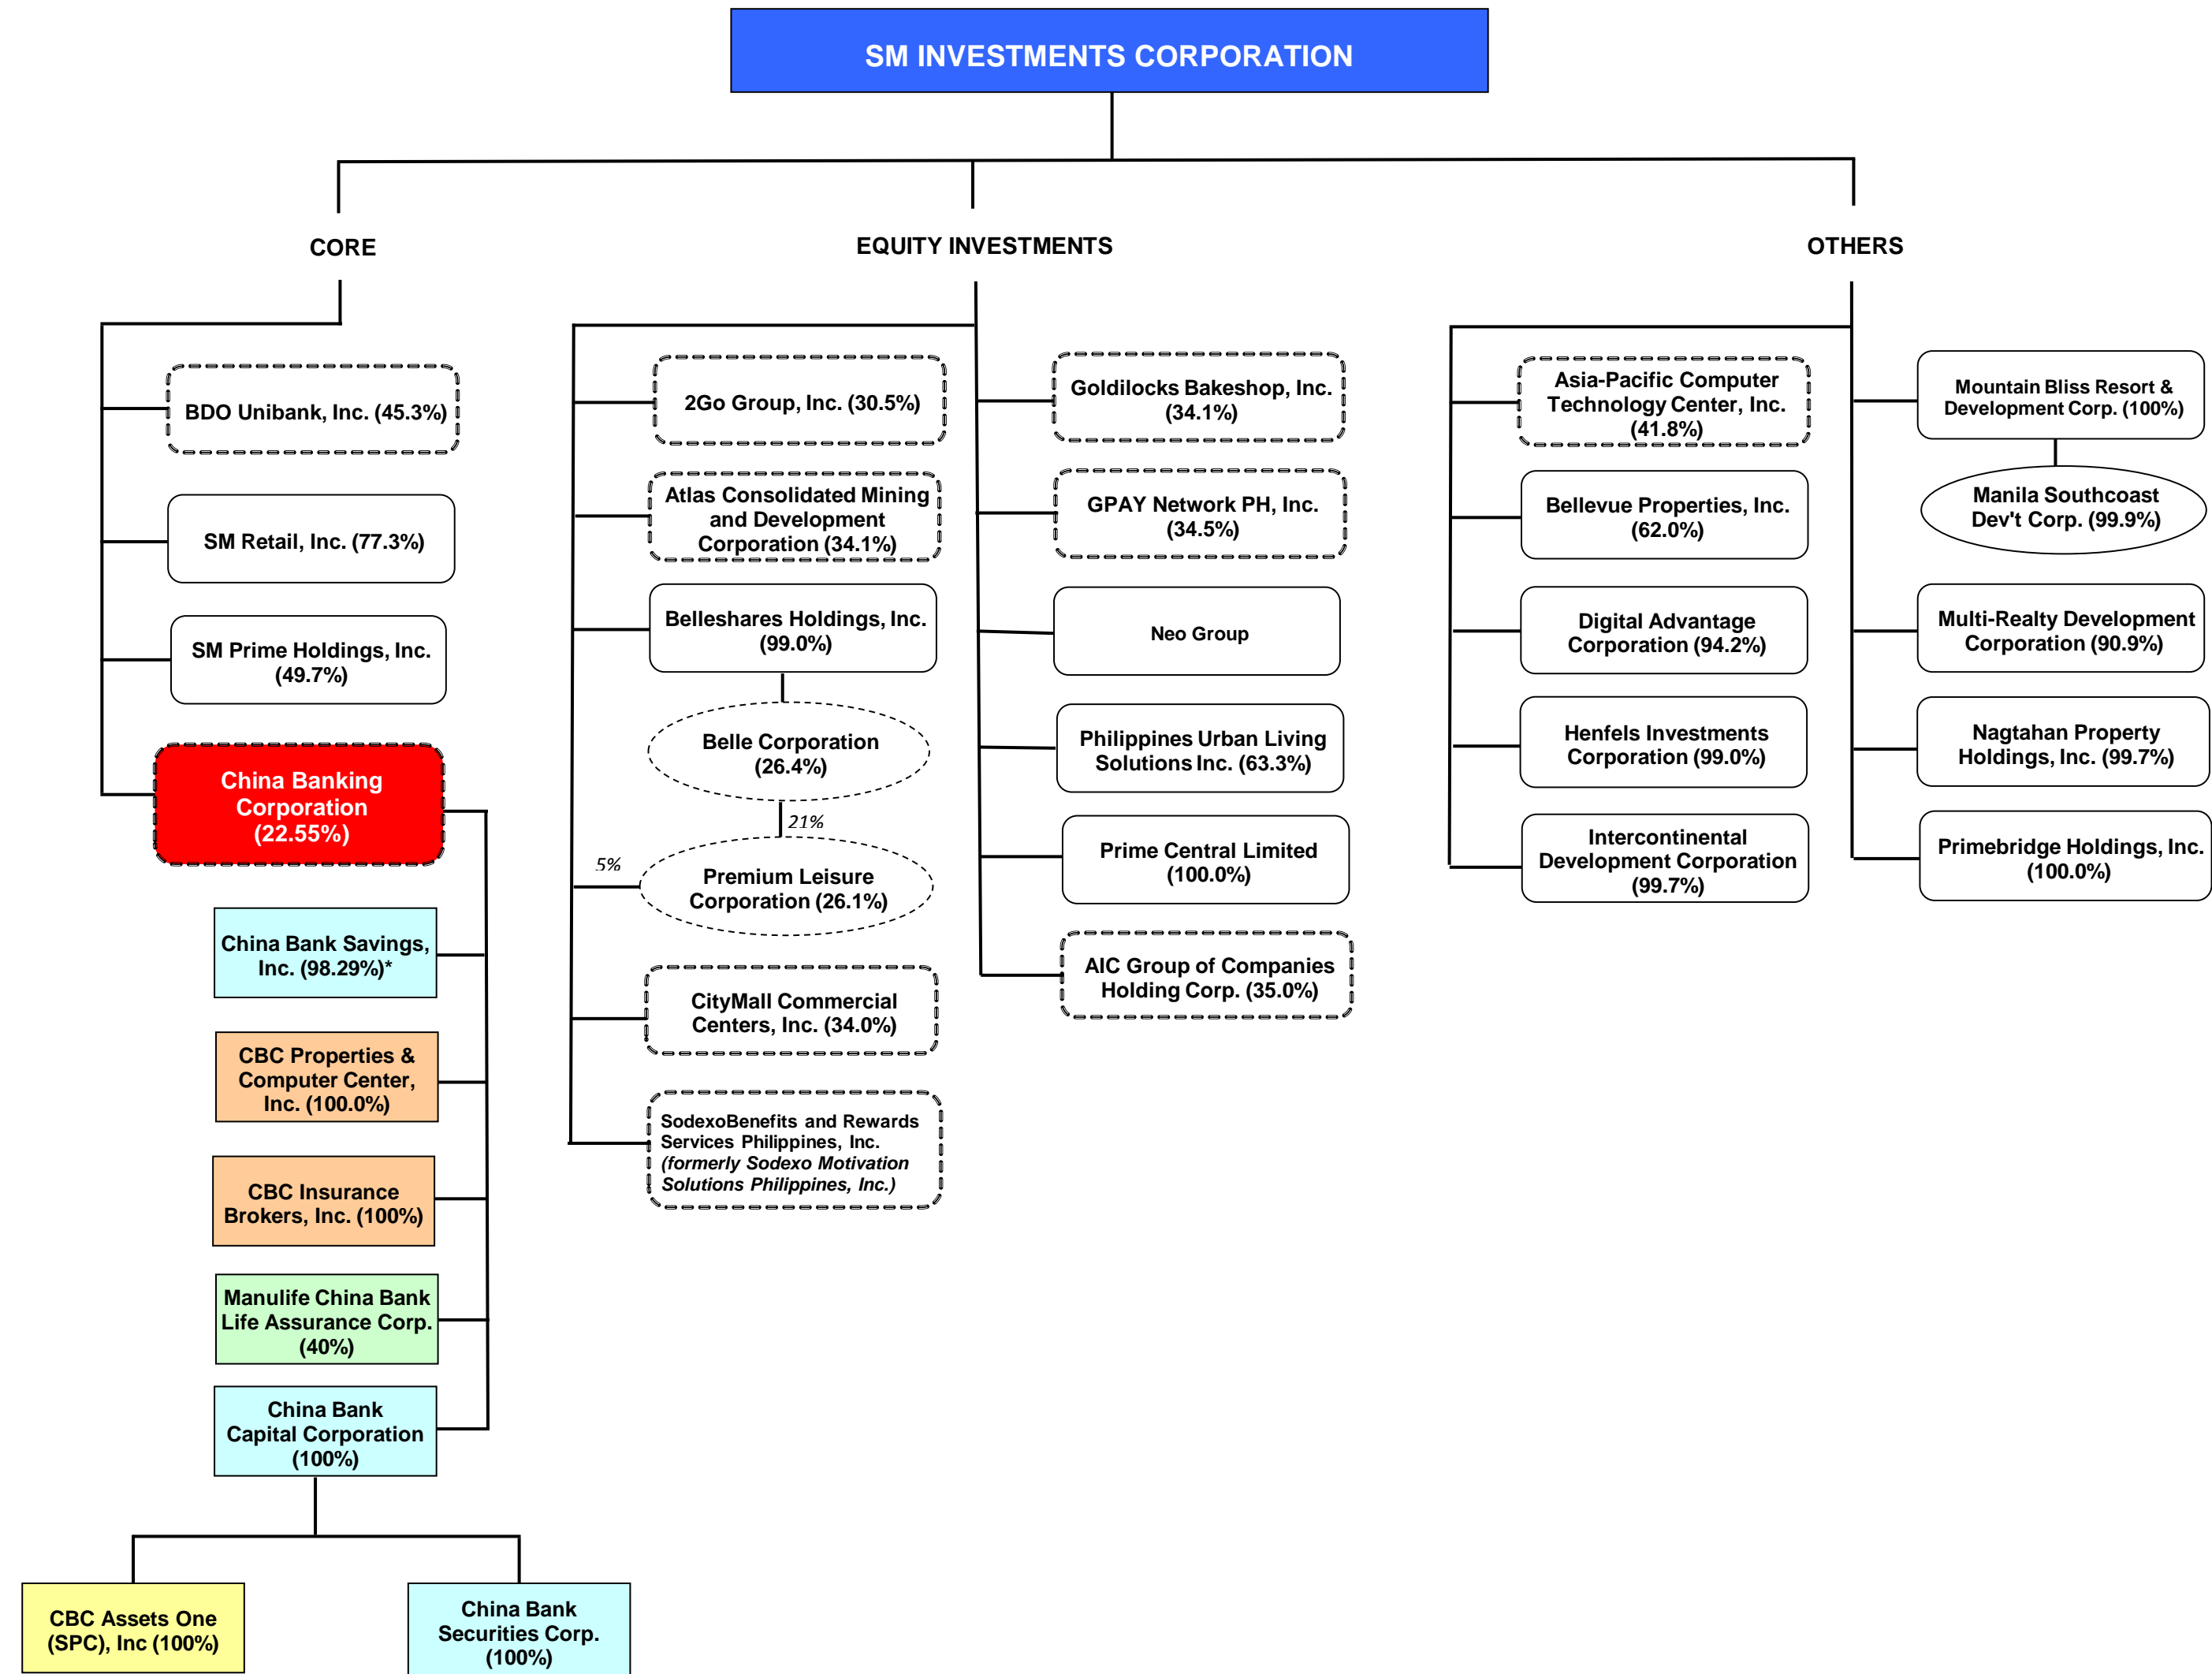 SM INVESTMENTS CORPORATION
CORE
BDO Unibank, Inc. (45.3%)
SM Retail, Inc. (77.3%)
SM Prime Holdings, Inc.
(49.7%)
China Banking
Corporation
(22.55%)
China Bank Savings,
Inc. (98.29%)*
CBC Properties &
Computer Center,
Inc. (100.0%)
CBC Insurance
Brokers, Inc. (100%)
Manulife China Bank
Life Assurance Corp.
(40%)
China Bank
Capital Corporation
(100%)
CBC Assets One
(SPC), Inc (100%)
China Bank
Securities Corp.
(100%)
EQUITY INVESTMENTS
2Go Group, Inc. (30.5%)
Atlas Consolidated Mining
and Development
Corporation (34.1%)
Belleshares Holdings, Inc.
(99.0%)
Belle Corporation
(26.4%)
21%
5%
Premium Leisure
Corporation (26.1%)
CityMall Commercial
Centers, Inc. (34.0%)
SodexoBenefits and Rewards
Services Philippines, Inc.
(formerly Sodexo Motivation
Solutions Philippines, Inc.)
Goldilocks Bakeshop, Inc.
(34.1%)
GPAY Network PH, Inc.
(34.5%)
Neo Group
Philippines Urban Living
Solutions Inc. (63.3%)
Prime Central Limited
(100.0%)
AIC Group of Companies
Holding Corp. (35.0%)
OTHERS
Asia-Pacific Computer
Technology Center, Inc.
(41.8%)
Bellevue Properties, Inc.
(62.0%)
Digital Advantage
Corporation (94.2%)
Henfels Investments
Corporation (99.0%)
Intercontinental
Development Corporation
(99.7%)
Mountain Bliss Resort &
Development Corp. (100%)
Manila Southcoast
Dev't Corp. (99.9%)
Multi-Realty Development
Corporation (90.9%)
Nagtahan Property
Holdings, Inc. (99.7%)
Primebridge Holdings, Inc.
(100.0%)